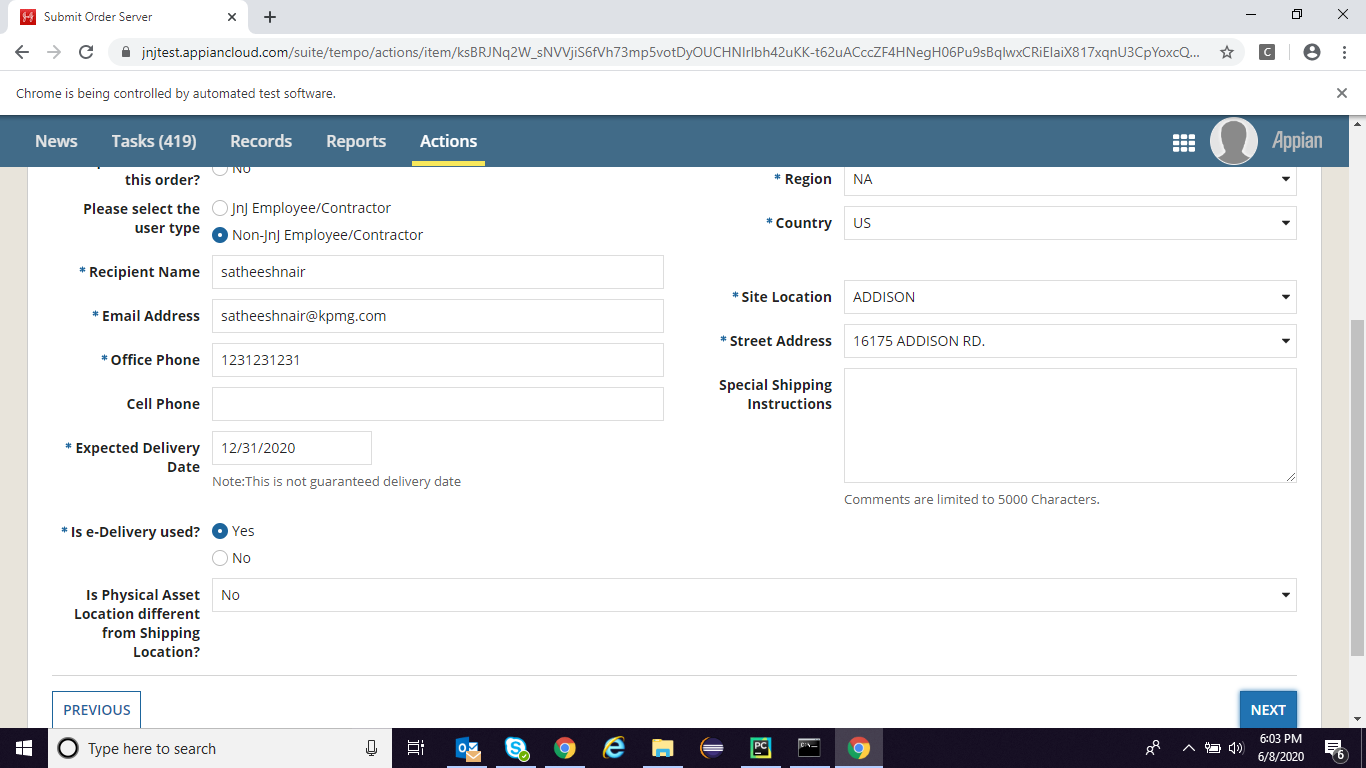 Submit Order Server
jnjtest.appiancloud.com/suite/tempo/actions/item/ksBRJNq2W_sNVVjiS6fVh73mp5votDyOUCHNIrlbh42uKK-t62uACccZF4HNegH06Pu9sBqlwxCRiElaiX817xqnU3CpYoxcQ...
C
Chrome is being controlled by automated test software.
News Tasks (419) Records Reports Actions Appian
this order? No
* Region NA
Please select the user type
JnJ Employee/Contractor
Non-JnJ Employee/Contractor
* Country US
* Recipient Name satheeshnair
* Site Location ADDISON
* Email Address satheeshnair@kpmg.com
* Street Address 16175 ADDISON RD.
* Office Phone 1231231231
Special Shipping
Instructions
Cell Phone
* Expected Delivery
Date
12/31/2020
Note:This is not guaranteed delivery date
Comments are limited to 5000 Characters.
* Is e-Delivery used? Yes
No
Is Physical Asset
Location different
from Shipping
Location?
No
PREVIOUS NEXT
Type here to search
PC
6:03 PM
6/8/2020
6